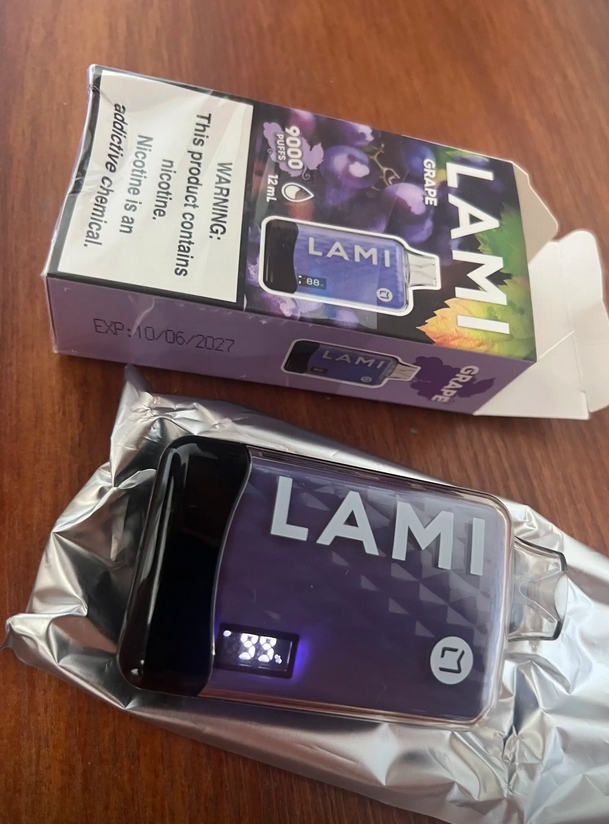 LAMI
GRAPE
9000
PUFFS
12 mL
LAMI
88
WARNING:
This product contains
nicotine.
Nicotine is an
addictive chemical.
EXP:10/06/2027
LAMI
GRAPE
LAMI